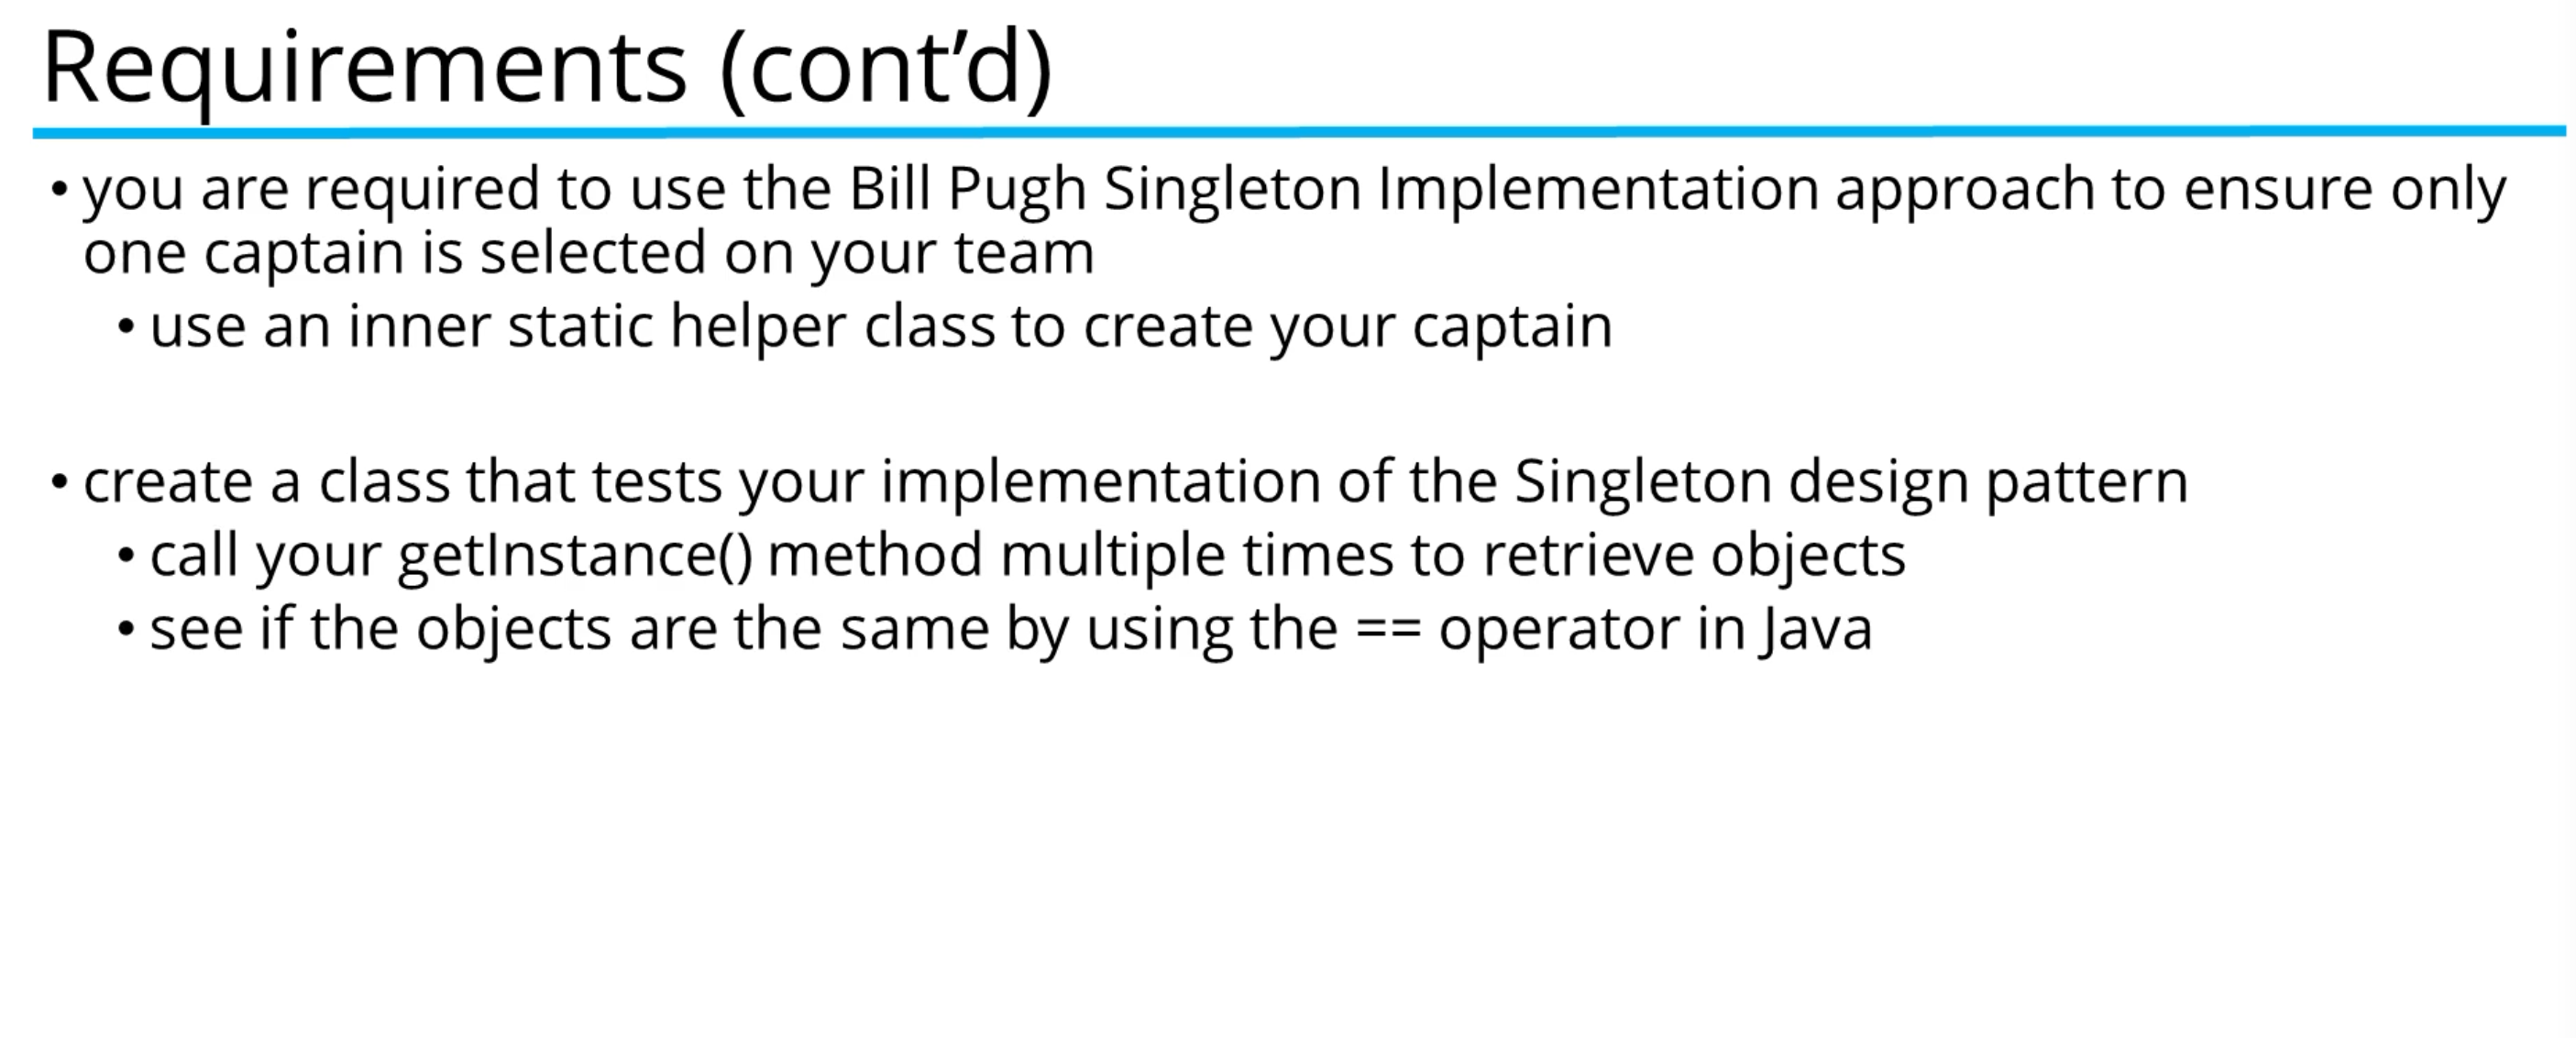 Requirements (cont’d)
• you are required to use the Bill Pugh Singleton Implementation approach to ensure only
one captain is selected on your team
• use an inner static helper class to create your captain
• create a class that tests your implementation of the Singleton design pattern
• call your getInstance() method multiple times to retrieve objects
• see if the objects are the same by using the == operator in Java